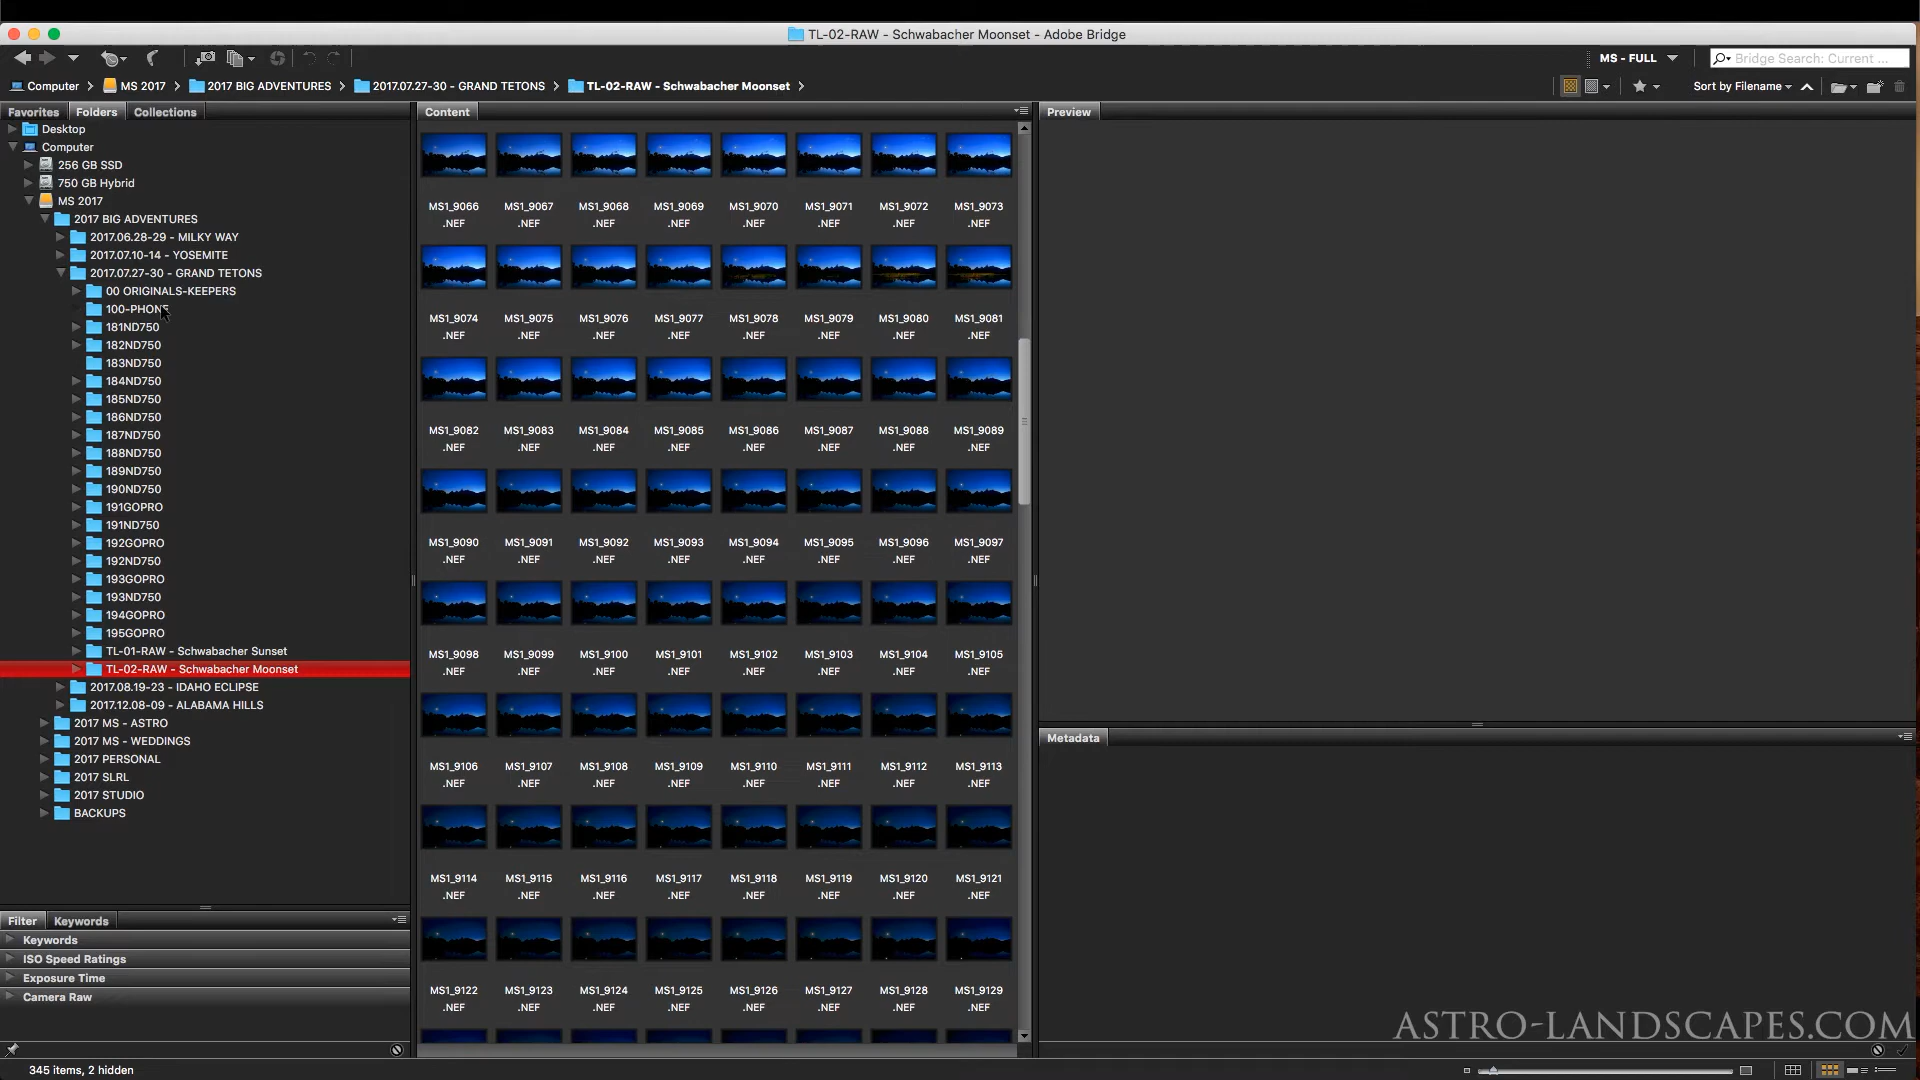 TL-02-RAW - Schwabacher Moonset - Adobe Bridge
MS - FULL
Bridge Search: Current ...
Computer
MS 2017
2017 BIG ADVENTURES
2017.07.27-30 - GRAND TETONS
TL-02-RAW - Schwabacher Moonset
Sort by Filename
Favorites
Folders
Collections
Desktop
Computer
256 GB SSD
750 GB Hybrid
MS 2017
2017 BIG ADVENTURES
2017.06.28-29 - MILKY WAY
2017.07.10-14 - YOSEMITE
2017.07.27-30 - GRAND TETONS
00 ORIGINALS-KEEPERS
100-PHONE
181ND750
182ND750
183ND750
184ND750
185ND750
186ND750
187ND750
188ND750
189ND750
190ND750
191GOPRO
191ND750
192GOPRO
192ND750
193GOPRO
193ND750
194GOPRO
195GOPRO
TL-01-RAW - Schwabacher Sunset
TL-02-RAW - Schwabacher Moonset
2017.08.19-23 - IDAHO ECLIPSE
2017.12.08-09 - ALABAMA HILLS
2017 MS - ASTRO
2017 MS - WEDDINGS
2017 PERSONAL
2017 SLRL
2017 STUDIO
BACKUPS
Filter
Keywords
Keywords
ISO Speed Ratings
Exposure Time
Camera Raw
345 items, 2 hidden
Content
MS1_9066 MS1_9067 MS1_9068 MS1_9069 MS1_9070 MS1_9071 MS1_9072 MS1_9073
.NEF .NEF .NEF .NEF .NEF .NEF .NEF .NEF
MS1_9074 MS1_9075 MS1_9076 MS1_9077 MS1_9078 MS1_9079 MS1_9080 MS1_9081
.NEF .NEF .NEF .NEF .NEF .NEF .NEF .NEF
MS1_9082 MS1_9083 MS1_9084 MS1_9085 MS1_9086 MS1_9087 MS1_9088 MS1_9089
.NEF .NEF .NEF .NEF .NEF .NEF .NEF .NEF
MS1_9090 MS1_9091 MS1_9092 MS1_9093 MS1_9094 MS1_9095 MS1_9096 MS1_9097
.NEF .NEF .NEF .NEF .NEF .NEF .NEF .NEF
MS1_9098 MS1_9099 MS1_9100 MS1_9101 MS1_9102 MS1_9103 MS1_9104 MS1_9105
.NEF .NEF .NEF .NEF .NEF .NEF .NEF .NEF
MS1_9106 MS1_9107 MS1_9108 MS1_9109 MS1_9110 MS1_9111 MS1_9112 MS1_9113
.NEF .NEF .NEF .NEF .NEF .NEF .NEF .NEF
MS1_9114 MS1_9115 MS1_9116 MS1_9117 MS1_9118 MS1_9119 MS1_9120 MS1_9121
.NEF .NEF .NEF .NEF .NEF .NEF .NEF .NEF
MS1_9122 MS1_9123 MS1_9124 MS1_9125 MS1_9126 MS1_9127 MS1_9128 MS1_9129
.NEF .NEF .NEF .NEF .NEF .NEF .NEF .NEF
Preview
Metadata
ASTRO-LANDSCAPES.COM